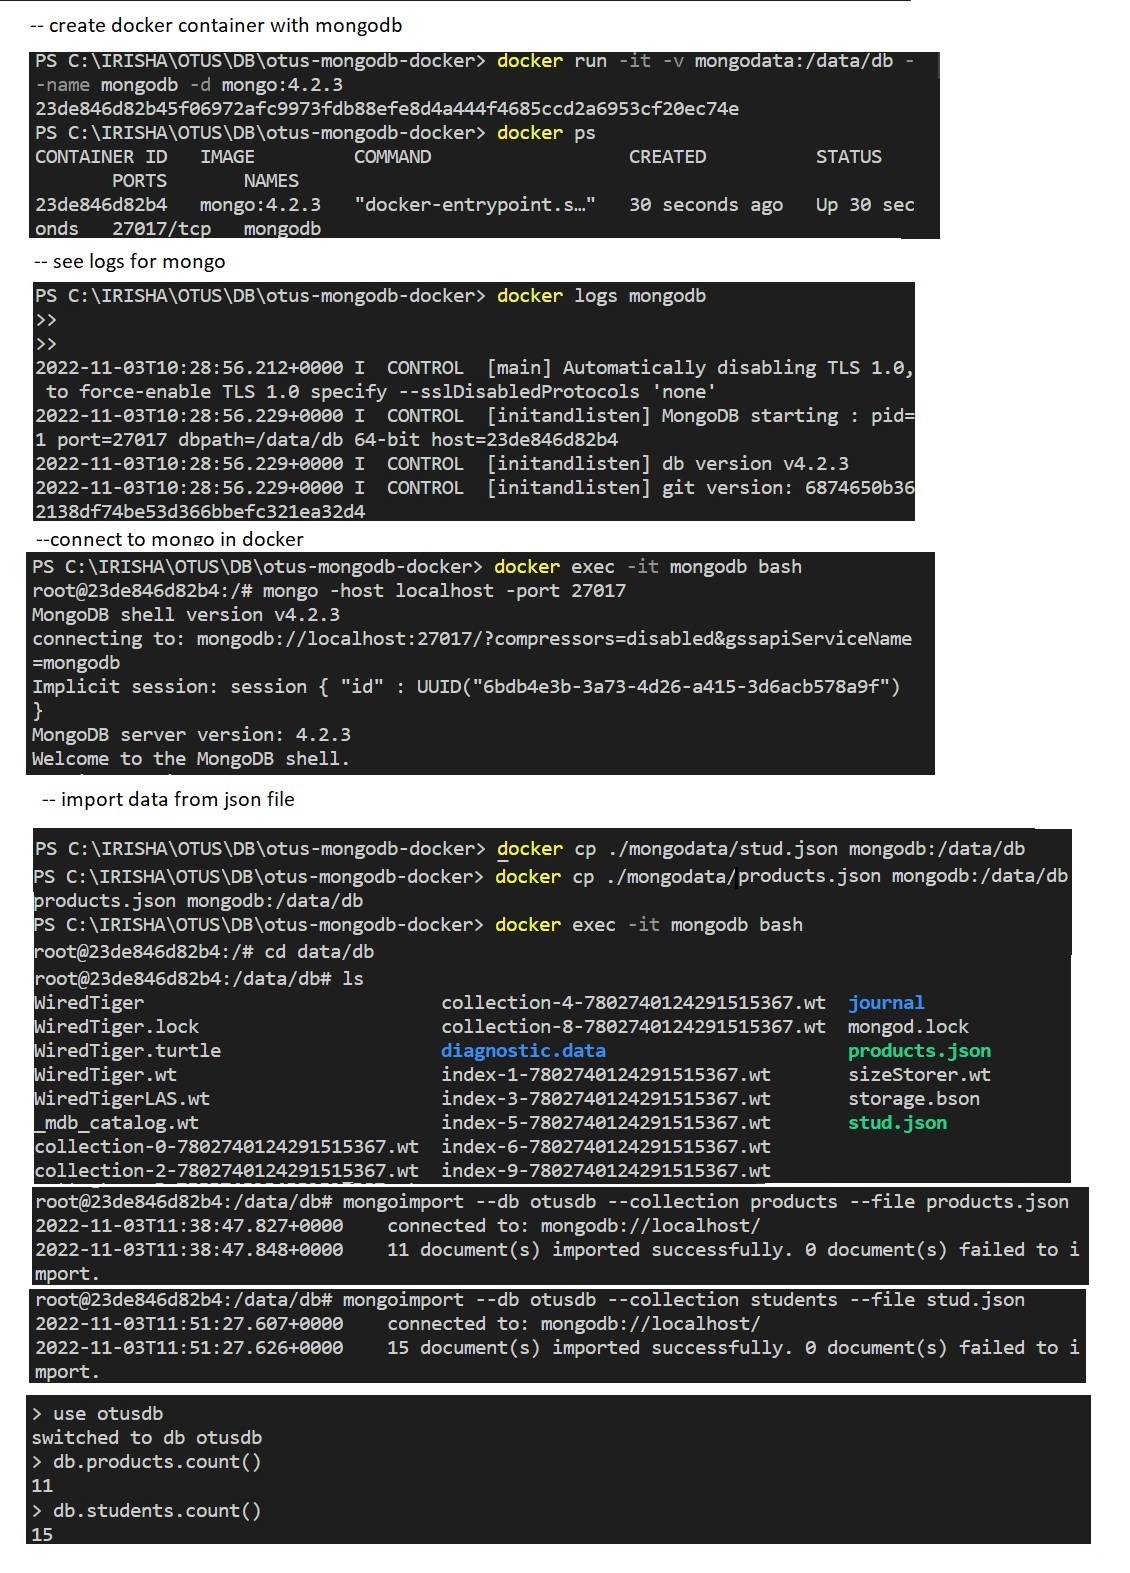 -- create docker container with mongodb
PS C:\IRISHA\OTUS\DB\otus-mongodb-docker> docker run -it -v mongodata:/data/db -
-name mongodb -d mongo:4.2.3
23de846d82b45f06972afc9973fdb88efe8d4a444f4685ccd2a6953cf20ec74e
PS C:\IRISHA\OTUS\DB\otus-mongodb-docker> docker ps
CONTAINER ID   IMAGE         COMMAND                  CREATED          STATUS
       PORTS       NAMES
23de846d82b4   mongo:4.2.3   "docker-entrypoint.s…"   30 seconds ago   Up 30 sec
onds   27017/tcp   mongodb
-- see logs for mongo
PS C:\IRISHA\OTUS\DB\otus-mongodb-docker> docker logs mongodb
>>
>>
2022-11-03T10:28:56.212+0000 I  CONTROL  [main] Automatically disabling TLS 1.0,
 to force-enable TLS 1.0 specify --sslDisabledProtocols 'none'
2022-11-03T10:28:56.229+0000 I  CONTROL  [initandlisten] MongoDB starting : pid=
1 port=27017 dbpath=/data/db 64-bit host=23de846d82b4
2022-11-03T10:28:56.229+0000 I  CONTROL  [initandlisten] db version v4.2.3
2022-11-03T10:28:56.229+0000 I  CONTROL  [initandlisten] git version: 6874650b36
2138df74be53d366bbefc321ea32d4
--connect to mongo in docker
PS C:\IRISHA\OTUS\DB\otus-mongodb-docker> docker exec -it mongodb bash
root@23de846d82b4:/# mongo -host localhost -port 27017
MongoDB shell version v4.2.3
connecting to: mongodb://localhost:27017/?compressors=disabled&gssapiServiceName
=mongodb
Implicit session: session { "id" : UUID("6bdb4e3b-3a73-4d26-a415-3d6acb578a9f")
}
MongoDB server version: 4.2.3
Welcome to the MongoDB shell.
-- import data from json file
PS C:\IRISHA\OTUS\DB\otus-mongodb-docker> docker cp ./mongodata/stud.json mongodb:/data/db
PS C:\IRISHA\OTUS\DB\otus-mongodb-docker> docker cp ./mongodata/products.json mongodb:/data/db
products.json mongodb:/data/db
PS C:\IRISHA\OTUS\DB\otus-mongodb-docker> docker exec -it mongodb bash
root@23de846d82b4:/# cd data/db
root@23de846d82b4:/data/db# ls
WiredTiger                            collection-4-7802740124291515367.wt  journal
WiredTiger.lock                       collection-8-7802740124291515367.wt  mongod.lock
WiredTiger.turtle                     diagnostic.data                      products.json
WiredTiger.wt                         index-1-7802740124291515367.wt       sizeStorer.wt
WiredTigerLAS.wt                      index-3-7802740124291515367.wt       storage.bson
_mdb_catalog.wt                       index-5-7802740124291515367.wt       stud.json
collection-0-7802740124291515367.wt  index-6-7802740124291515367.wt
collection-2-7802740124291515367.wt  index-9-7802740124291515367.wt
root@23de846d82b4:/data/db# mongoimport --db otusdb --collection products --file products.json
2022-11-03T11:38:47.827+0000    connected to: mongodb://localhost/
2022-11-03T11:38:47.848+0000    11 document(s) imported successfully. 0 document(s) failed to i
mport.
root@23de846d82b4:/data/db# mongoimport --db otusdb --collection students --file stud.json
2022-11-03T11:51:27.607+0000    connected to: mongodb://localhost/
2022-11-03T11:51:27.626+0000    15 document(s) imported successfully. 0 document(s) failed to i
mport.
> use otusdb
switched to db otusdb
> db.products.count()
11
> db.students.count()
15